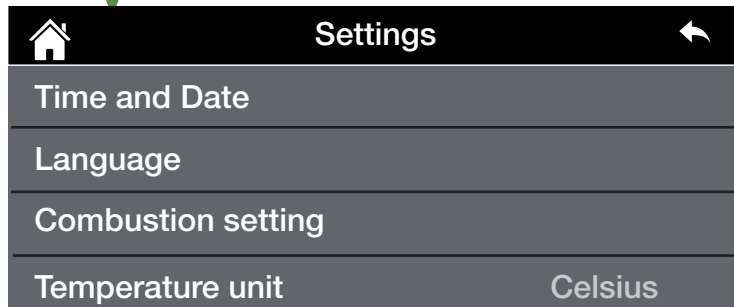 Settings
Time and Date
Language
Combustion setting
Temperature unit Celsius